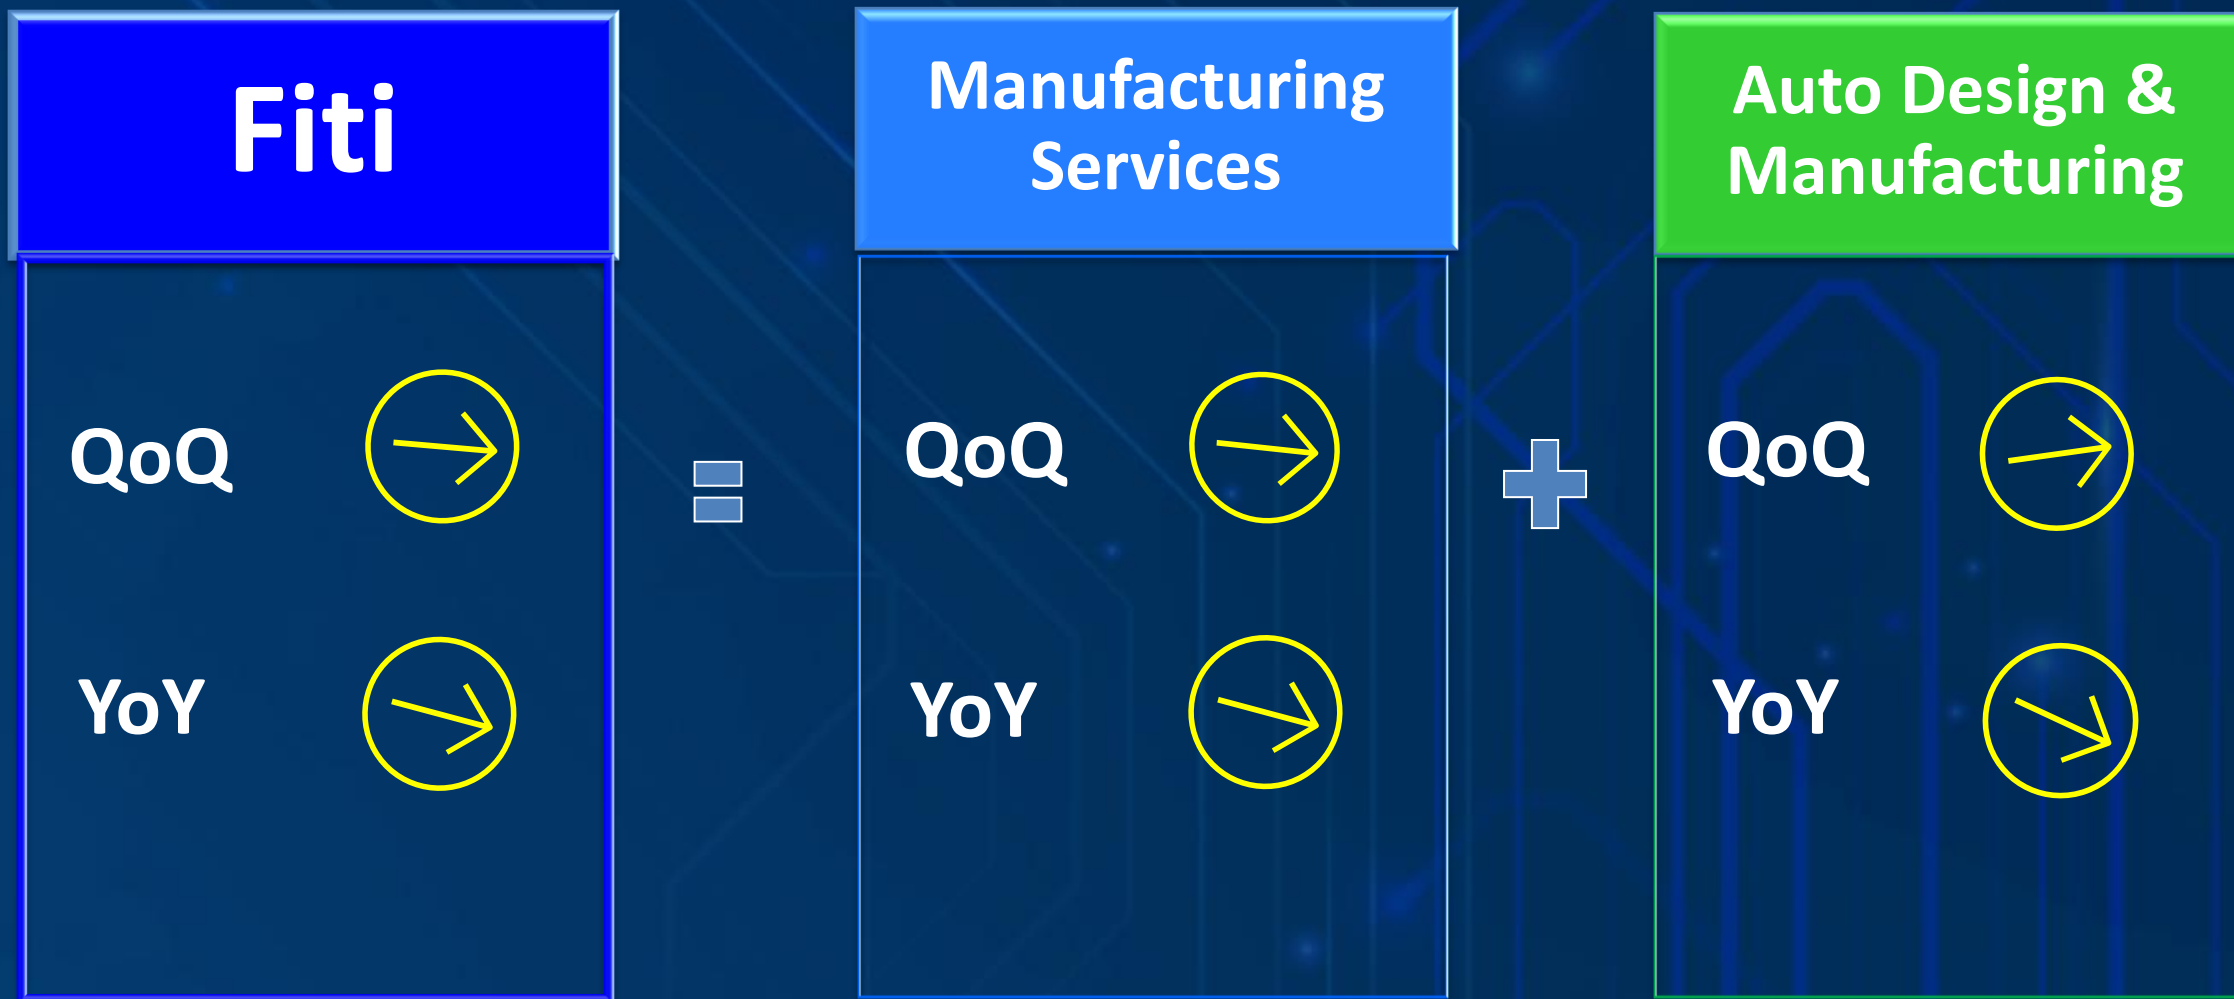 Fiti
QoQ
YoY
Manufacturing
Services
QoQ
YoY
Auto Design &
Manufacturing
QoQ
YoY